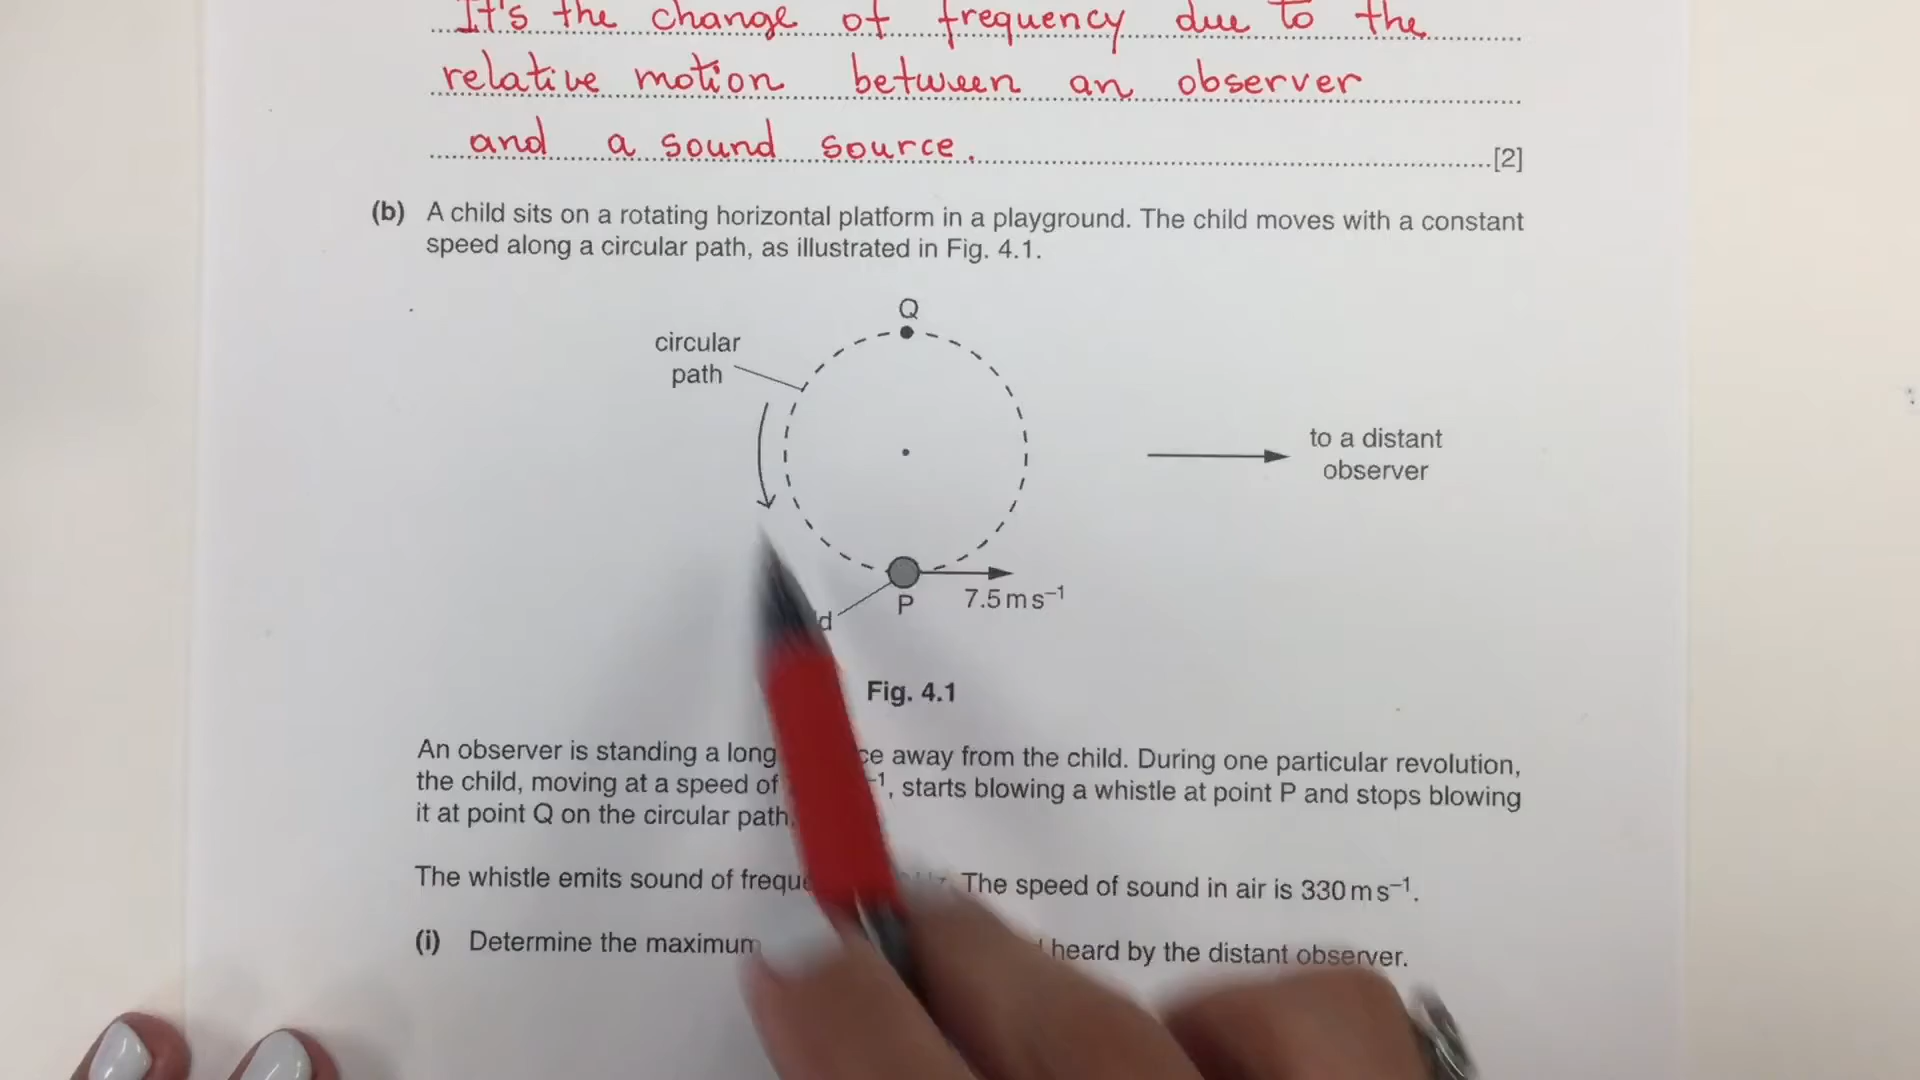 It's the change of frequency due to the
relative motion between an observer
and a sound source. [2]
(b) A child sits on a rotating horizontal platform in a playground. The child moves with a constant
speed along a circular path, as illustrated in Fig. 4.1.
Q
circular
path
to a distant
observer
P
7.5 m s⁻¹
d
Fig. 4.1
An observer is standing a long ce away from the child. During one particular revolution,
the child, moving at a speed of ⁻¹, starts blowing a whistle at point P and stops blowing
it at point Q on the circular path.
The whistle emits sound of freque The speed of sound in air is 330 m s⁻¹.
(i) Determine the maximum heard by the distant observer.